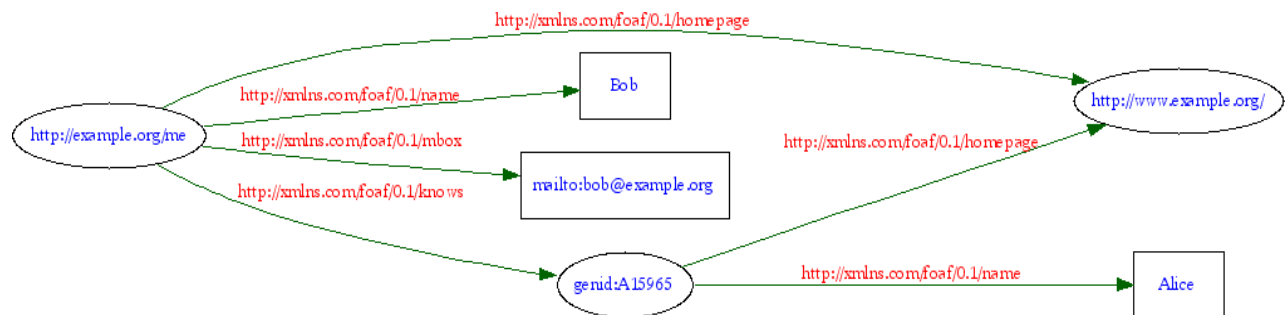 http://xmlns.com/foaf/0.1/homepage
Bob
http://xmlns.com/foaf/0.1/name
http://www.example.org/
http://example.org/me
http://xmlns.com/foaf/0.1/mbox
http://xmlns.com/foaf/0.1/homepage
mailto:bob@example.org
http://xmlns.com/foaf/0.1/knows
http://xmlns.com/foaf/0.1/name
genid:A15965
Alice